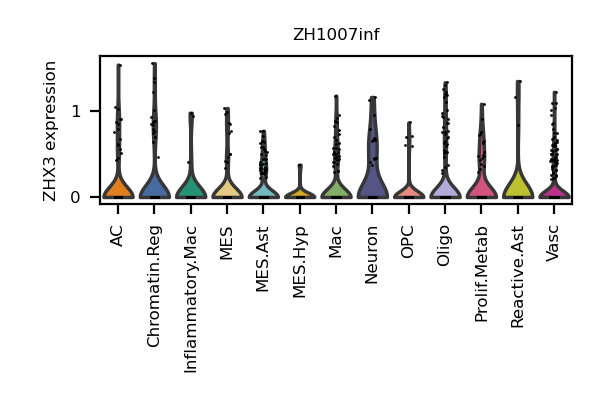 ZH1007inf
ZHX3 expression
1
0
AC
Chromatin.Reg
Inflammatory.Mac
MES
MES.Ast
MES.Hyp
Mac
Neuron
OPC
Oligo
Prolif.Metab
Reactive.Ast
Vasc